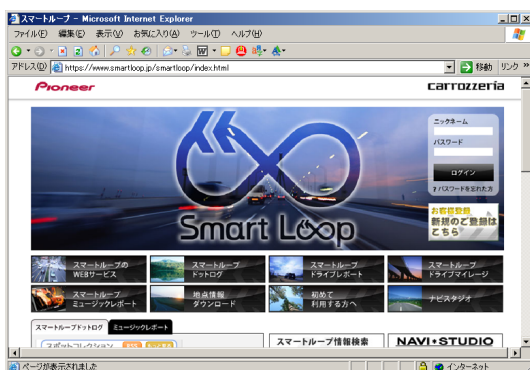 スマートループ - Microsoft Internet Explorer
ファイル(F) 編集(E) 表示(V) お気に入り(A) ツール(T) ヘルプ(H)
アドレス(D) https://www.smartloop.jp/smartloop/index.html 移動 リンク »
Pioneer carrozzeria
ニックネーム
パスワード
ログイン
? パスワードを忘れた方
Smart Loop
お客様登録
新規のご登録は
こちら
スマートループの
WEBサービス
スマートループ
ドットログ
スマートループ
ドライブレポート
スマートループ
ドライブマイレージ
スマートループ
ミュージックレポート
地点情報
ダウンロード
初めて
利用する方へ
ナビスタジオ
スマートループドットログ ミュージックレポート
スポットコレクション
スマートループ情報検索
NAVI*STUDIO
ページが表示されました インターネット